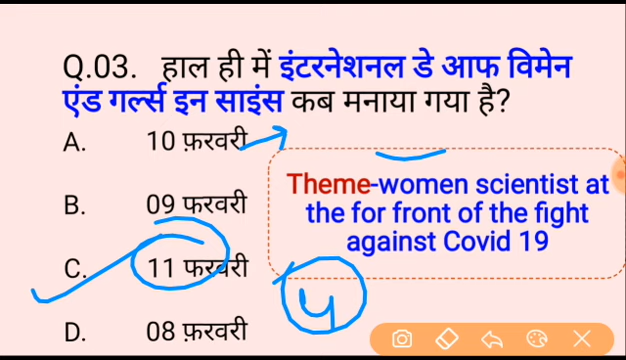 Q.03. हाल ही में इंटरनेशनल डे आफ विमेन
एंड गर्ल्स इन साइंस कब मनाया गया है?
A. 10 फ़रवरी
B. 09 फरवरी
C. 11 फरवरी
D. 08 फ़रवरी
Theme-women scientist at
the for front of the fight
against Covid 19